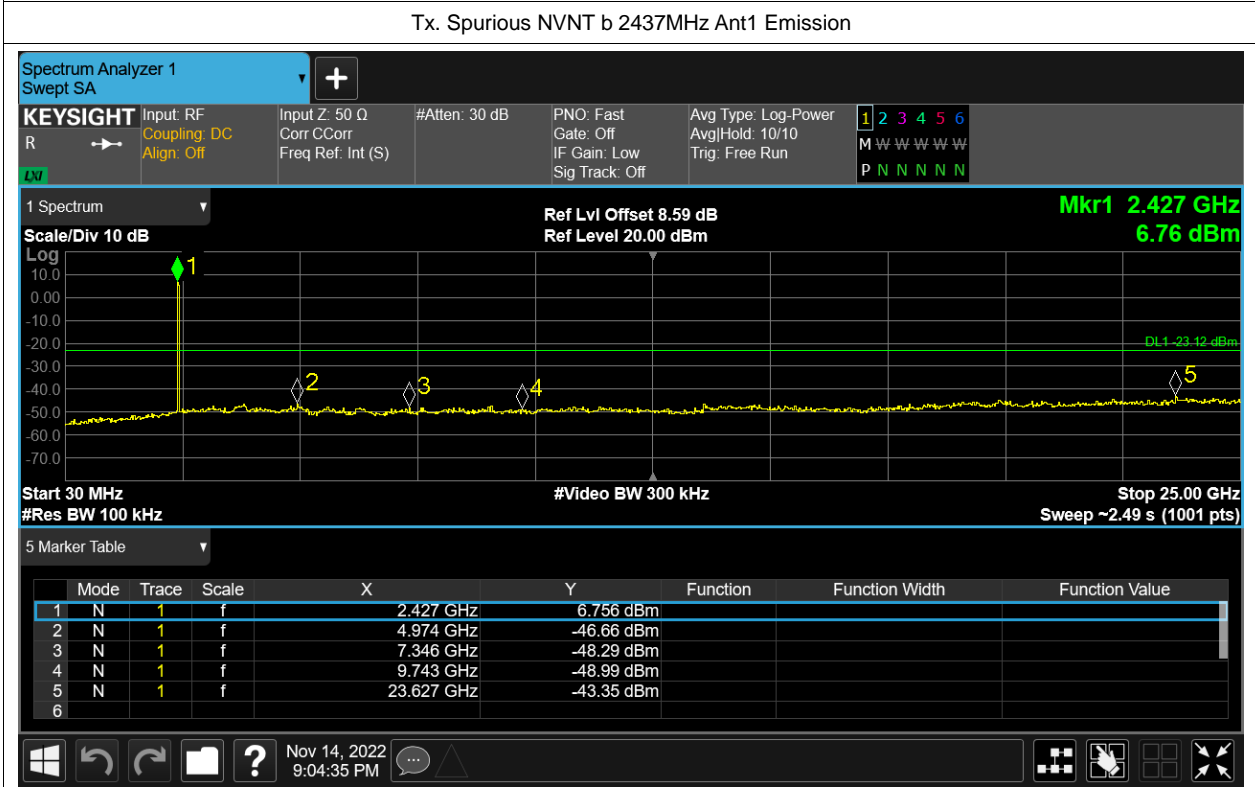 Tx. Spurious NVNT b 2437MHz Ant1 Emission
Spectrum Analyzer 1
Swept SA
KEYSIGHT
R
LXI
Input: RF
Coupling: DC
Align: Off
Input Z: 50 Ω
Corr CCorr
Freq Ref: Int (S)
#Atten: 30 dB
PNO: Fast
Gate: Off
IF Gain: Low
Sig Track: Off
Avg Type: Log-Power
Avg|Hold: 10/10
Trig: Free Run
1 2 3 4 5 6
M W W W W W
P N N N N N
1 Spectrum
Scale/Div 10 dB
Ref Lvl Offset 8.59 dB
Ref Level 20.00 dBm
Mkr1 2.427 GHz
6.76 dBm
Log
10.0
0.00
-10.0
-20.0
-30.0
-40.0
-50.0
-60.0
-70.0
1
2
3
4
5
DL1 -23.12 dBm
Start 30 MHz
#Video BW 300 kHz
Stop 25.00 GHz
#Res BW 100 kHz
Sweep ~2.49 s (1001 pts)
5 Marker Table
Mode Trace Scale X Y Function Function Width Function Value
1 N 1 f 2.427 GHz 6.756 dBm
2 N 1 f 4.974 GHz -46.66 dBm
3 N 1 f 7.346 GHz -48.29 dBm
4 N 1 f 9.743 GHz -48.99 dBm
5 N 1 f 23.627 GHz -43.35 dBm
6
?
Nov 14, 2022
9:04:35 PM